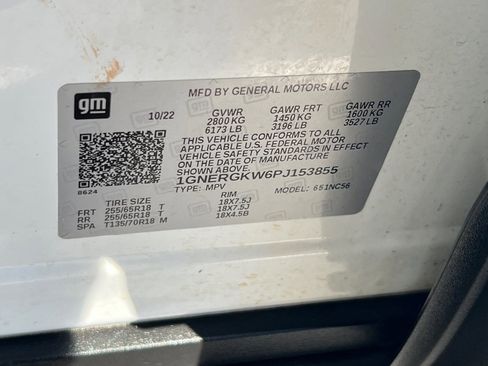 gm
MFD BY GENERAL MOTORS LLC
10/22 GVWR GAWR FRT GAWR RR
2800 KG 1450 KG 1600 KG
6173 LB 3196 LB 3527 LB
THIS VEHICLE CONFORMS TO ALL
APPLICABLE U.S. FEDERAL MOTOR
VEHICLE SAFETY STANDARDS IN EFFECT
ON THE DATE OF MANUFACTURE SHOWN ABOVE
1GNERGKW6PJ153855
8624 TYPE: MPV MODEL: 651NC56
TIRE SIZE RIM
FRT 255/65R18 T 18X7.5J
RR 255/65R18 T 18X7.5J
SPA T135/70R18 M 18X4.5B